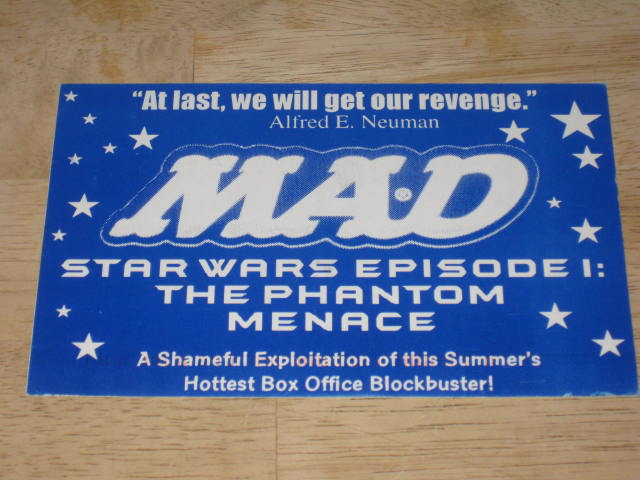 "At last, we will get our revenge."
Alfred E. Neuman
MAD®
STAR WARS EPISODE I:
THE PHANTOM
MENACE
A Shameful Exploitation of this Summer's
Hottest Box Office Blockbuster!